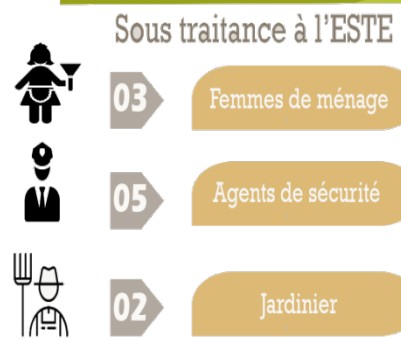 Sous traitance à l'ESTE
03 Femmes de ménage
05 Agents de sécurité
02 Jardinier